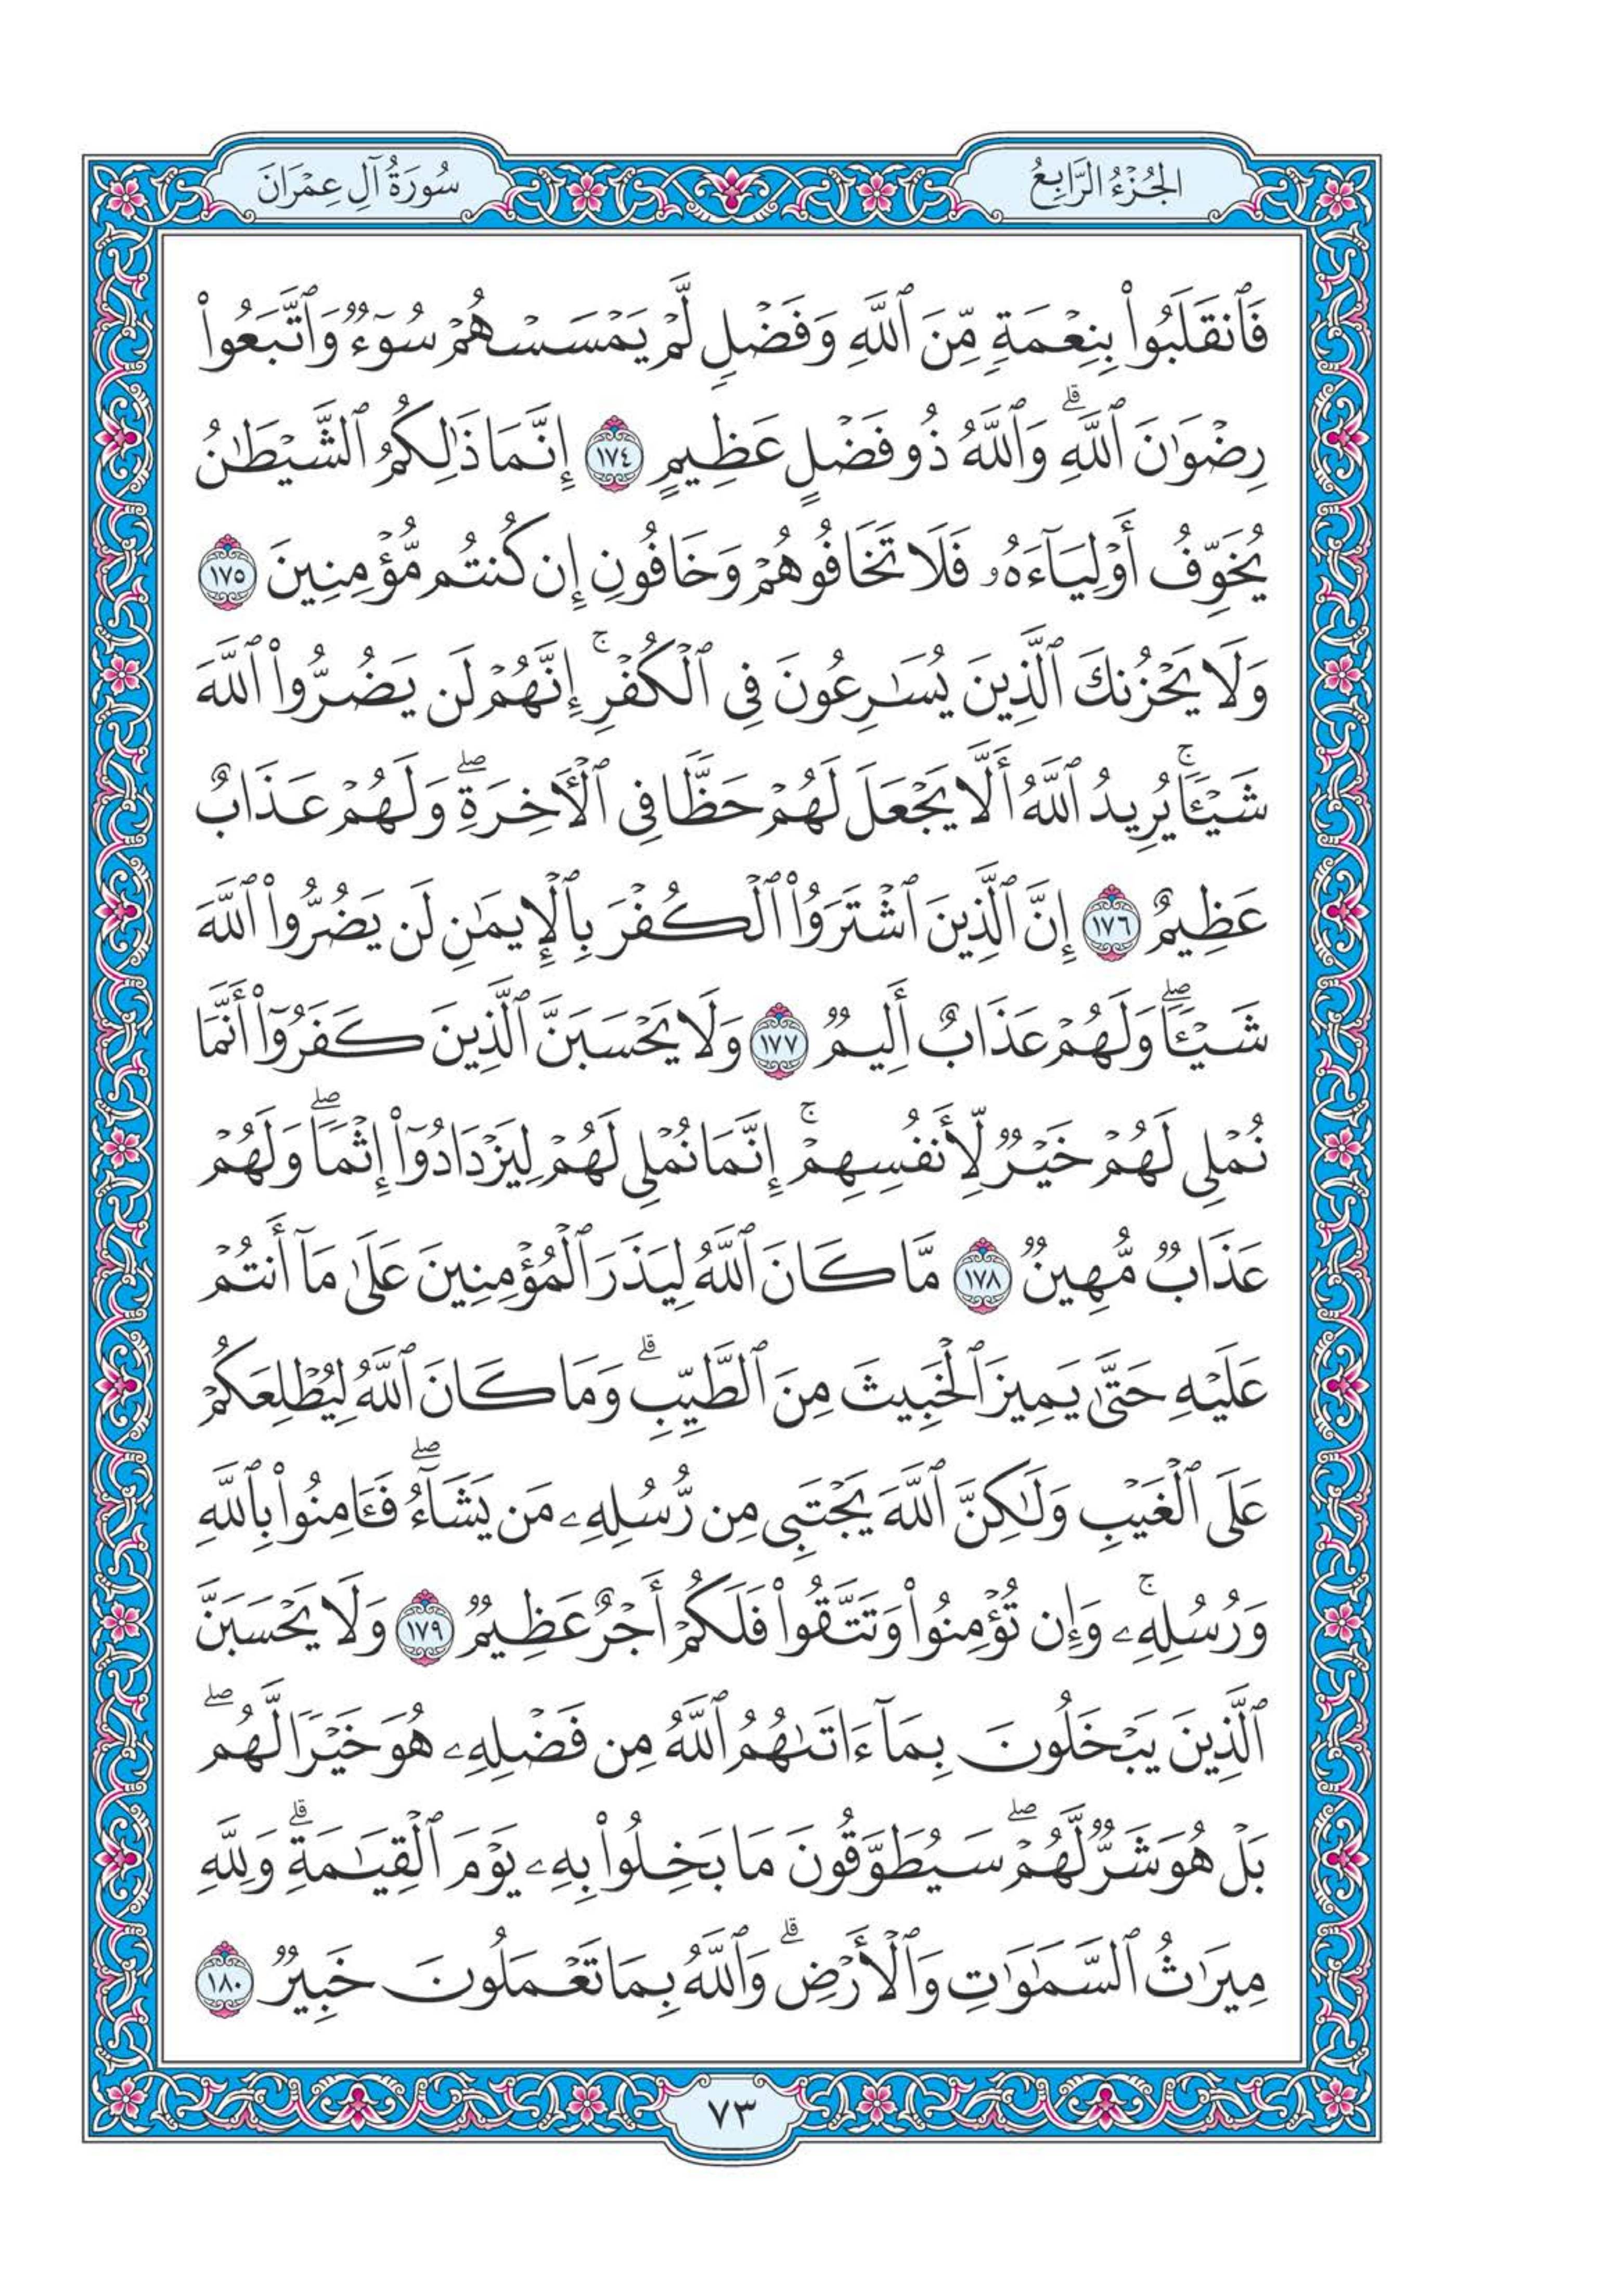 الجُزْءُ الرَّابِعُ
سُورَةُ آلِ عِمْرَانَ
فَٱنقَلَبُوا۟ بِنِعْمَةٍ مِّنَ ٱللَّهِ وَفَضْلٍ لَّمْ يَمْسَسْهُمْ سُوٓءٌ وَٱتَّبَعُوا۟
رِضْوَٰنَ ٱللَّهِ ۗ وَٱللَّهُ ذُو فَضْلٍ عَظِيمٍ ١٧٤ إِنَّمَا ذَٰلِكُمُ ٱلشَّيْطَٰنُ
يُخَوِّفُ أَوْلِيَآءَهُۥ فَلَا تَخَافُوهُمْ وَخَافُونِ إِن كُنتُم مُّؤْمِنِينَ ١٧٥
وَلَا يَحْزُنكَ ٱلَّذِينَ يُسَٰرِعُونَ فِى ٱلْكُفْرِ ۚ إِنَّهُمْ لَن يَضُرُّوا۟ ٱللَّهَ
شَيْـًٔا ۚ يُرِيدُ ٱللَّهُ أَلَّا يَجْعَلَ لَهُمْ حَظًّا فِى ٱلْـَٔاخِرَةِ ۖ وَلَهُمْ عَذَابٌ
عَظِيمٌ ١٧٦ إِنَّ ٱلَّذِينَ ٱشْتَرَوُا۟ ٱلْكُفْرَ بِٱلْإِيمَٰنِ لَن يَضُرُّوا۟ ٱللَّهَ
شَيْـًٔا ۖ وَلَهُمْ عَذَابٌ أَلِيمٌ ١٧٧ وَلَا يَحْسَبَنَّ ٱلَّذِينَ كَفَرُوٓا۟ أَنَّمَا
نُمْلِى لَهُمْ خَيْرٌ لِّأَنفُسِهِمْ ۚ إِنَّمَا نُمْلِى لَهُمْ لِيَزْدَادُوٓا۟ إِثْمًا ۖ وَلَهُمْ
عَذَابٌ مُّهِينٌ ١٧٨ مَّا كَانَ ٱللَّهُ لِيَذَرَ ٱلْمُؤْمِنِينَ عَلَىٰ مَآ أَنتُمْ
عَلَيْهِ حَتَّىٰ يَمِيزَ ٱلْخَبِيثَ مِنَ ٱلطَّيِّبِ ۗ وَمَا كَانَ ٱللَّهُ لِيُطْلِعَكُمْ
عَلَى ٱلْغَيْبِ وَلَٰكِنَّ ٱللَّهَ يَجْتَبِى مِن رُّسُلِهِۦ مَن يَشَآءُ ۖ فَـَٔامِنُوا۟ بِٱللَّهِ
وَرُسُلِهِۦ ۚ وَإِن تُؤْمِنُوا۟ وَتَتَّقُوا۟ فَلَكُمْ أَجْرٌ عَظِيمٌ ١٧٩ وَلَا يَحْسَبَنَّ
ٱلَّذِينَ يَبْخَلُونَ بِمَآ ءَاتَىٰهُمُ ٱللَّهُ مِن فَضْلِهِۦ هُوَ خَيْرًا لَّهُم ۖ
بَلْ هُوَ شَرٌّ لَّهُمْ ۖ سَيُطَوَّقُونَ مَا بَخِلُوا۟ بِهِۦ يَوْمَ ٱلْقِيَٰمَةِ ۗ وَلِلَّهِ
مِيرَٰثُ ٱلسَّمَٰوَٰتِ وَٱلْأَرْضِ ۗ وَٱللَّهُ بِمَا تَعْمَلُونَ خَبِيرٌ ١٨٠
٧٣